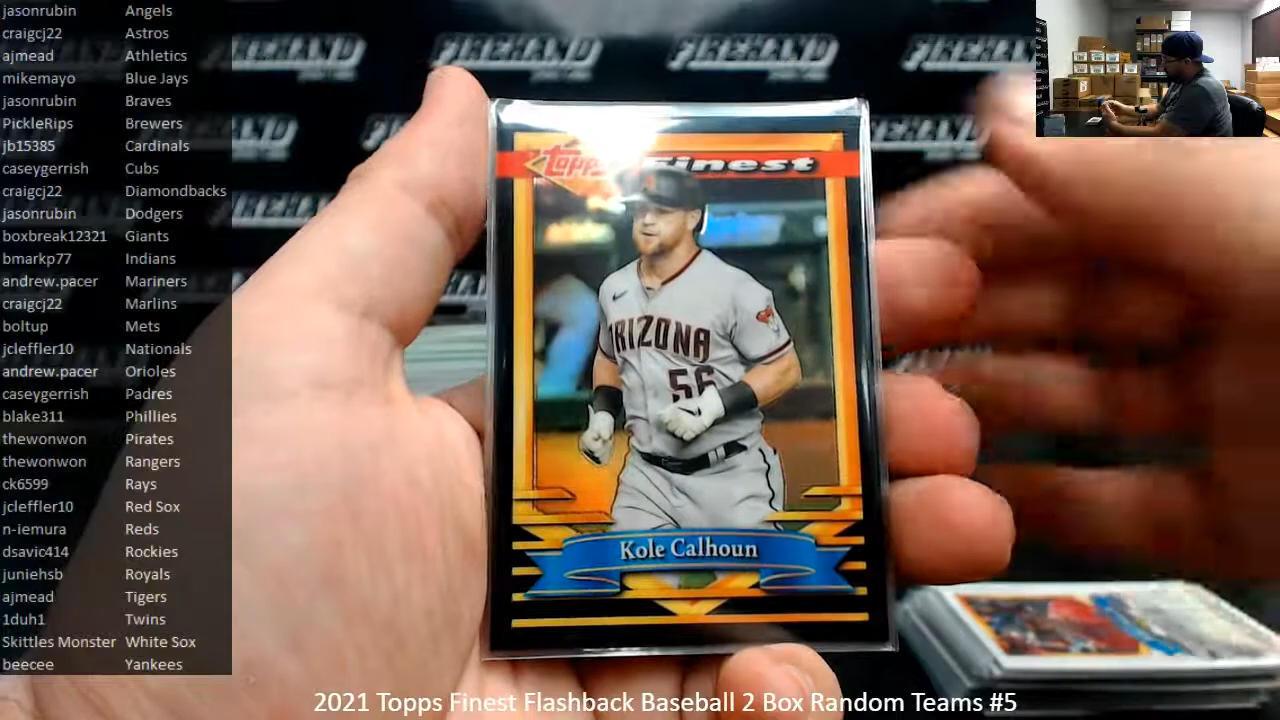 jasonrubin Angels
craigcj22 Astros
ajmead Athletics
mikemayo Blue Jays
jasonrubin Braves
PickleRips Brewers
jb15385 Cardinals
caseygerrish Cubs
craigcj22 Diamondbacks
jasonrubin Dodgers
boxbreak12321 Giants
bmarkp77 Indians
andrew.pacer Mariners
craigcj22 Marlins
boltup Mets
jcleffler10 Nationals
andrew.pacer Orioles
caseygerrish Padres
blake311 Phillies
thewonwon Pirates
thewonwon Rangers
ck6599 Rays
jcleffler10 Red Sox
n-iemura Reds
dsavic414 Rockies
juniehsb Royals
ajmead Tigers
1duh1 Twins
Skittles Monster White Sox
beecee Yankees
FIREHAND FIREHAND FIREHAND FIREHAND
FIREHAND
Topps Finest
ARIZONA
56
Kole Calhoun
2021 Topps Finest Flashback Baseball 2 Box Random Teams #5